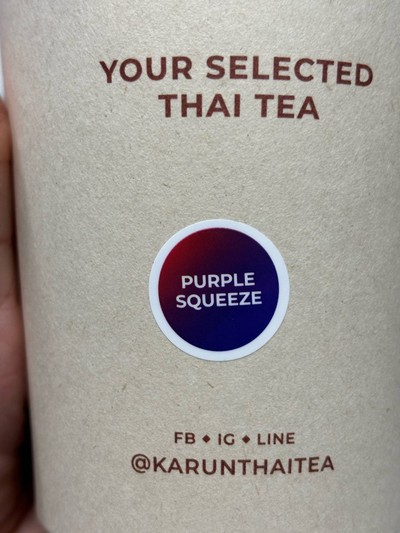 YOUR SELECTED
THAI TEA
PURPLE
SQUEEZE
FB ◆ IG ◆ LINE
@KARUNTHAITEA